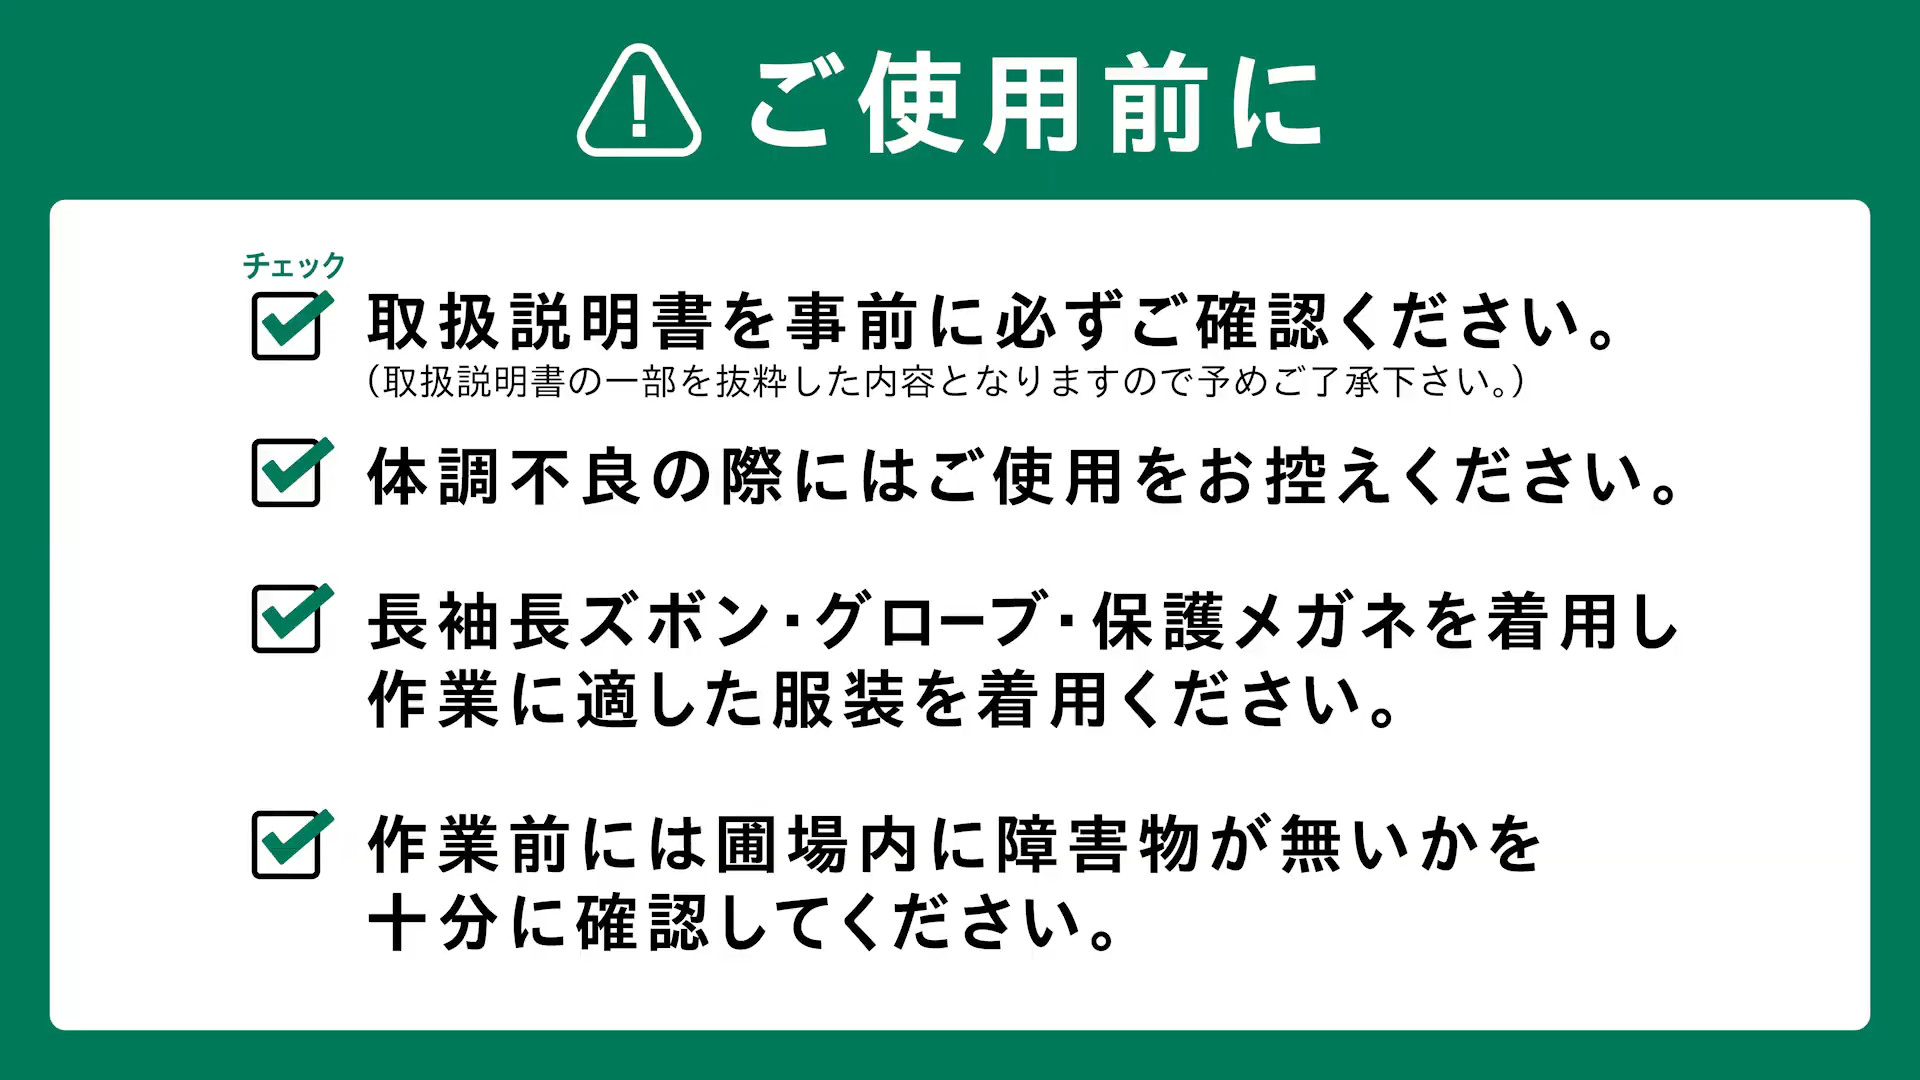 ご使用前に
チェック
取扱説明書を事前に必ずご確認ください。
（取扱説明書の一部を抜粋した内容となりますので予めご了承下さい。）
体調不良の際にはご使用をお控えください。
長袖長ズボン・グローブ・保護メガネを着用し
作業に適した服装を着用ください。
作業前には圃場内に障害物が無いかを
十分に確認してください。